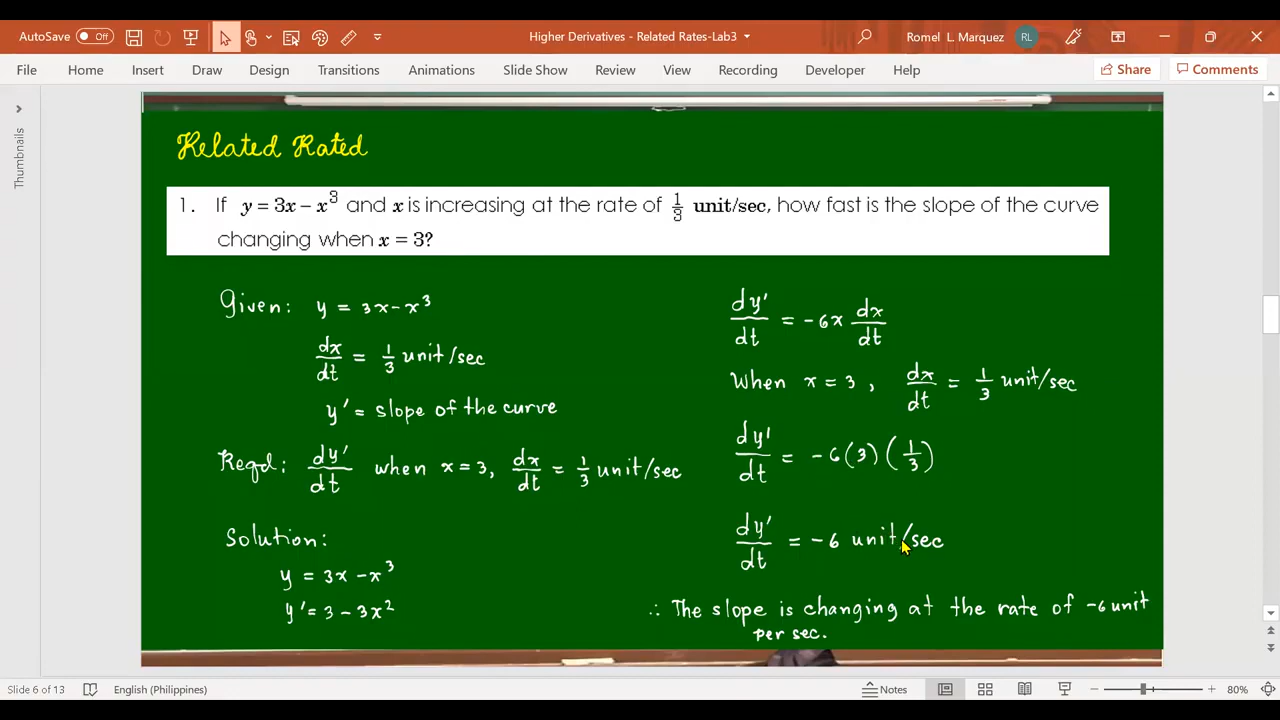 AutoSave Off Higher Derivatives - Related Rates-Lab3 Romel L. Marquez RL
File Home Insert Draw Design Transitions Animations Slide Show Review View Recording Developer Help Share Comments
Thumbnails
Related Rated
1. If y = 3x – x³ and x is increasing at the rate of 1/3 unit/sec, how fast is the slope of the curve
changing when x = 3?
Given: y = 3x-x³
dx/dt = 1/3 unit/sec
y' = slope of the curve
Reqd: dy'/dt when x=3, dx/dt = 1/3 unit/sec
Solution:
y = 3x-x³
y' = 3 - 3x²
dy'/dt = -6x dx/dt
When x = 3, dx/dt = 1/3 unit/sec
dy'/dt = -6(3)(1/3)
dy'/dt = -6 unit/sec
∴ The slope is changing at the rate of -6 unit
per sec.
Slide 6 of 13 English (Philippines) Notes 80%